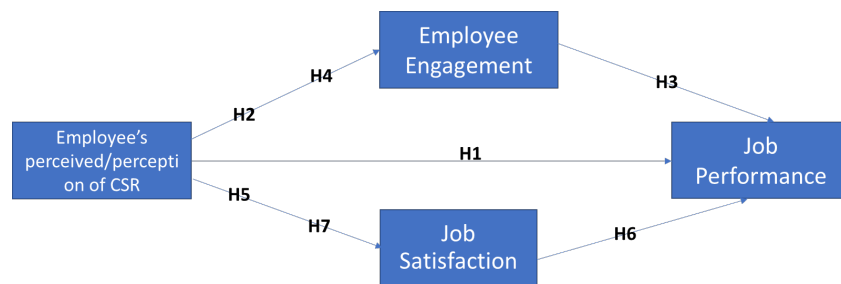 Employee
Engagement
H4
H2
H3
Employee's
perceived/percepti
on of CSR
H1
Job
Performance
H5
H7
Job
Satisfaction
H6